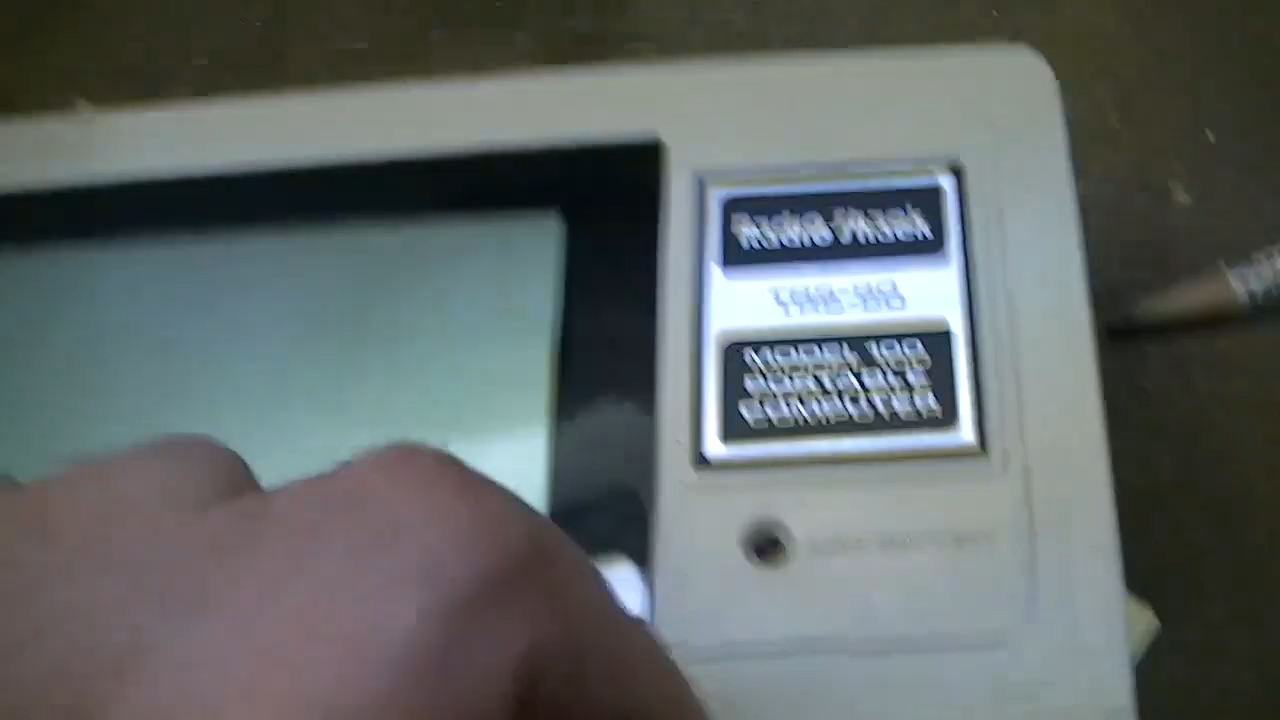 Radio Shack
TRS-80
MODEL 100
PORTABLE
COMPUTER